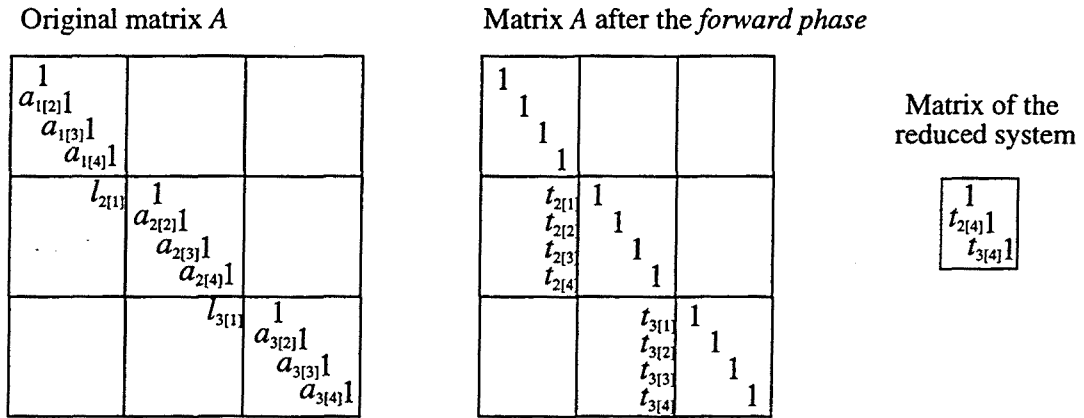 Original matrix A
Matrix A after the forward phase
1
a1[2]1
a1[3]1
a1[4]1
l2[1]
1
a2[2]1
a2[3]1
a2[4]1
l3[1]
1
a3[2]1
a3[3]1
a3[4]1
1
1
1
1
t2[1]
t2[2]
t2[3]
t2[4]
1
1
1
1
t3[1]
t3[2]
t3[3]
t3[4]
1
1
1
1
Matrix of the
reduced system
1
t2[4]1
t3[4]1